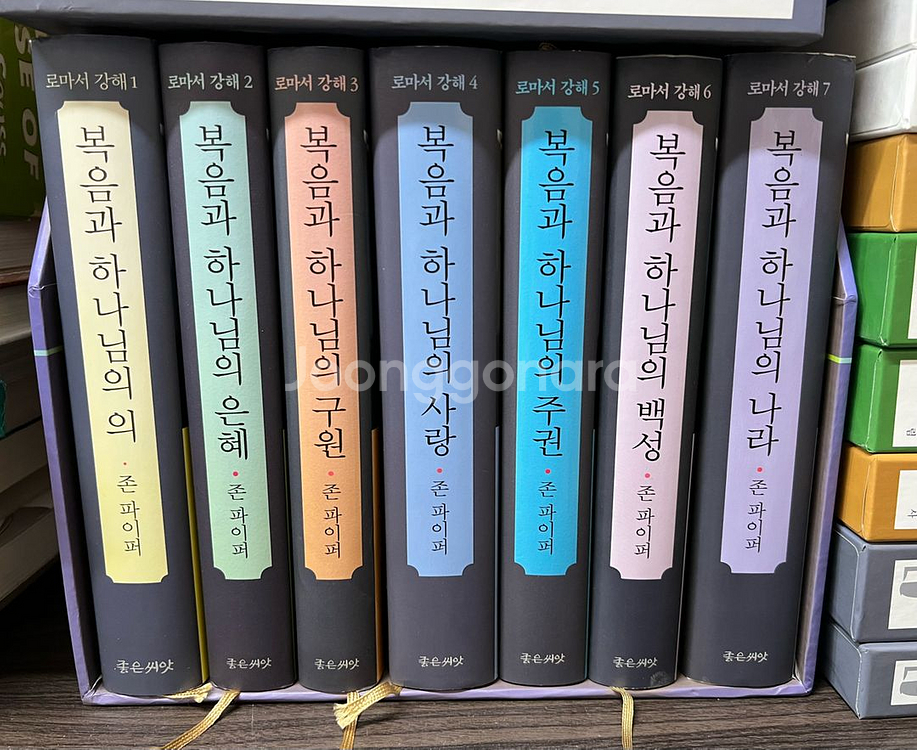 로마서 강해 1
복음과 하나님의 의 · 존 파이퍼
좋은씨앗
로마서 강해 2
복음과 하나님의 은혜 · 존 파이퍼
좋은씨앗
로마서 강해 3
복음과 하나님의 구원 · 존 파이퍼
좋은씨앗
로마서 강해 4
복음과 하나님의 사랑 · 존 파이퍼
좋은씨앗
로마서 강해 5
복음과 하나님의 주권 · 존 파이퍼
좋은씨앗
로마서 강해 6
복음과 하나님의 백성 · 존 파이퍼
좋은씨앗
로마서 강해 7
복음과 하나님의 나라 · 존 파이퍼
좋은씨앗
Joonggonara